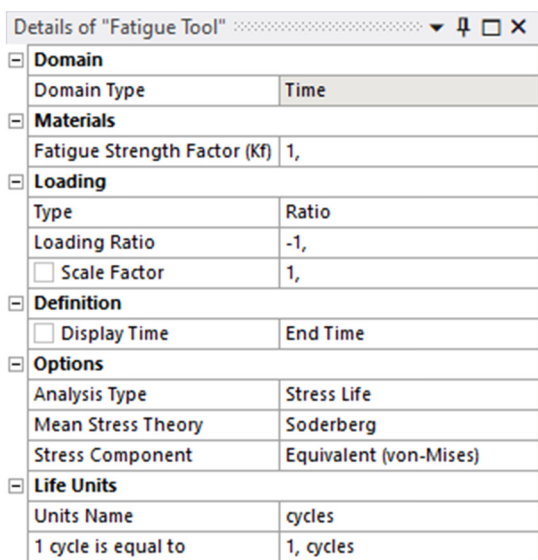 Details of "Fatigue Tool"
Domain
Domain Type Time
Materials
Fatigue Strength Factor (Kf) 1,
Loading
Type Ratio
Loading Ratio -1,
Scale Factor 1,
Definition
Display Time End Time
Options
Analysis Type Stress Life
Mean Stress Theory Soderberg
Stress Component Equivalent (von-Mises)
Life Units
Units Name cycles
1 cycle is equal to 1, cycles